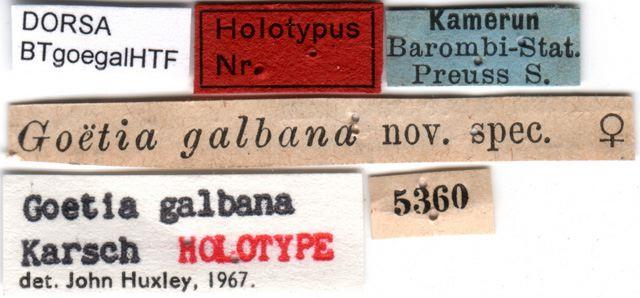 DORSA
BTgoegalHTF
Holotypus
Nr.
Kamerun
Barombi-Stat.
Preuss S.
Goëtia galbana nov. spec. ♀
Goetia galbana
Karsch HOLOTYPE
det. John Huxley, 1967.
5360